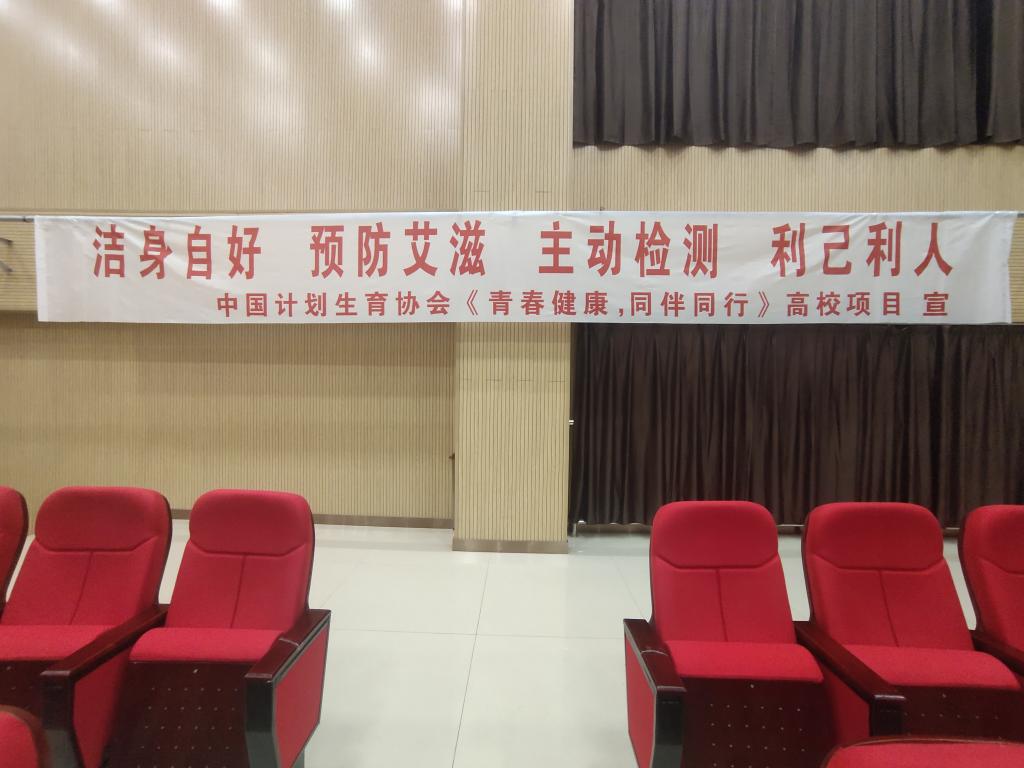 洁身自好 预防艾滋 主动检测 利己利人
中国计划生育协会《青春健康,同伴同行》高校项目 宣